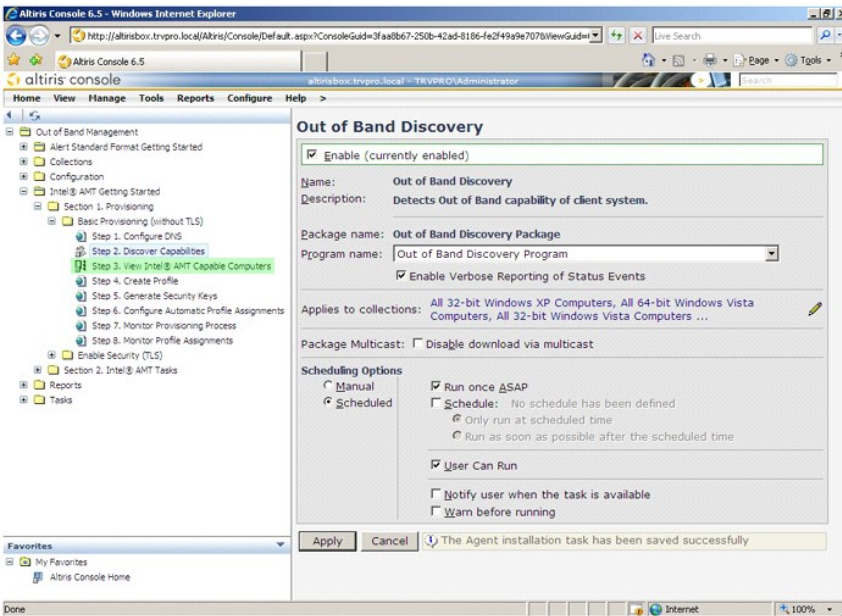 Altiris Console 6.5 - Windows Internet Explorer
http://altirisbox.trvpro.local/Altiris/Console/Default.aspx?ConsoleGuid=3faa8b67-250b-42ad-8186-fe2f49a9e707&ViewGuid=
Live Search
Altiris Console 6.5
Page
Tools
altiris console
altirisbox.trvpro.local - TRVPRO\Administrator
Search
Home View Manage Tools Reports Configure Help >
Out of Band Management
Alert Standard Format Getting Started
Collections
Configuration
Intel® AMT Getting Started
Section 1. Provisioning
Basic Provisioning (without TLS)
Step 1. Configure DNS
Step 2. Discover Capabilities
Step 3. View Intel® AMT Capable Computers
Step 4. Create Profile
Step 5. Generate Security Keys
Step 6. Configure Automatic Profile Assignments
Step 7. Monitor Provisioning Process
Step 8. Monitor Profile Assignments
Enable Security (TLS)
Section 2. Intel® AMT Tasks
Reports
Tasks
Favorites
My Favorites
Altiris Console Home
Out of Band Discovery
Enable (currently enabled)
Name: Out of Band Discovery
Description: Detects Out of Band capability of client system.
Package name: Out of Band Discovery Package
Program name: Out of Band Discovery Program
Enable Verbose Reporting of Status Events
Applies to collections: All 32-bit Windows XP Computers, All 64-bit Windows Vista
Computers, All 32-bit Windows Vista Computers ...
Package Multicast: Disable download via multicast
Scheduling Options
Manual
Scheduled
Run once ASAP
Schedule: No schedule has been defined
Only run at scheduled time
Run as soon as possible after the scheduled time
User Can Run
Notify user when the task is available
Warn before running
Apply Cancel The Agent installation task has been saved successfully
Done Internet 100%